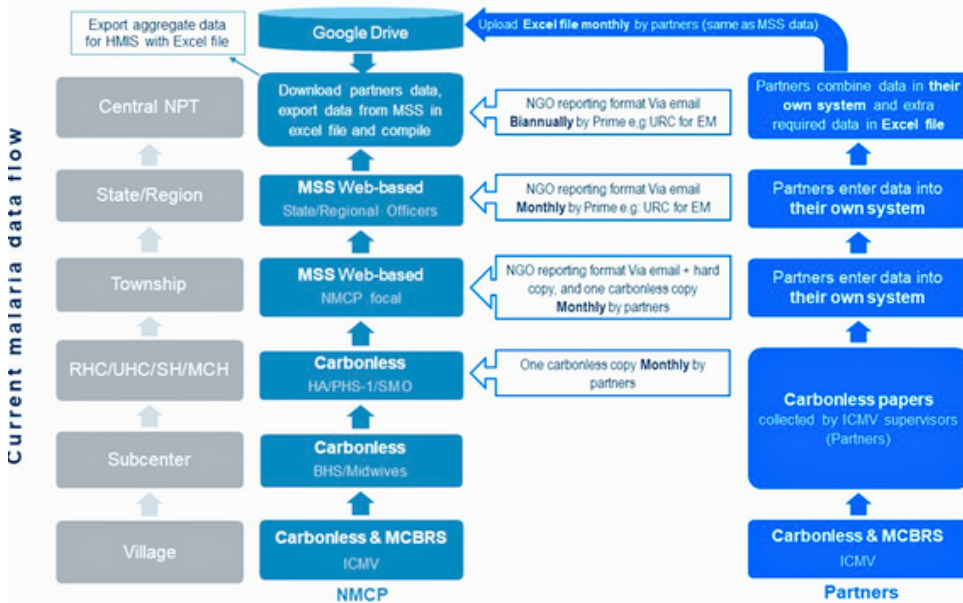 Export aggregate data
for HMIS with Excel file
Google Drive
Upload Excel file monthly by partners (same as MSS data)
Current malaria data flow
Central NPT
Download partners data,
export data from MSS in
excel file and compile
NGO reporting format Via email
Biannually by Prime e.g:URC for EM
Partners combine data in their
own system and extra
required data in Excel file
State/Region
MSS Web-based
State/Regional Officers
NGO reporting format Via email
Monthly by Prime e.g: URC for EM
Partners enter data into
their own system
Township
MSS Web-based
NMCP focal
NGO reporting format Via email + hard
copy, and one carbonless copy
Monthly by partners
Partners enter data into
their own system
RHC/UHC/SH/MCH
Carbonless
HA/PHS-1/SMO
One carbonless copy Monthly by
partners
Carbonless papers
collected by ICMV supervisors
(Partners)
Subcenter
Carbonless
BHS/Midwives
Village
Carbonless & MCBRS
ICMV
Carbonless & MCBRS
ICMV
NMCP
Partners